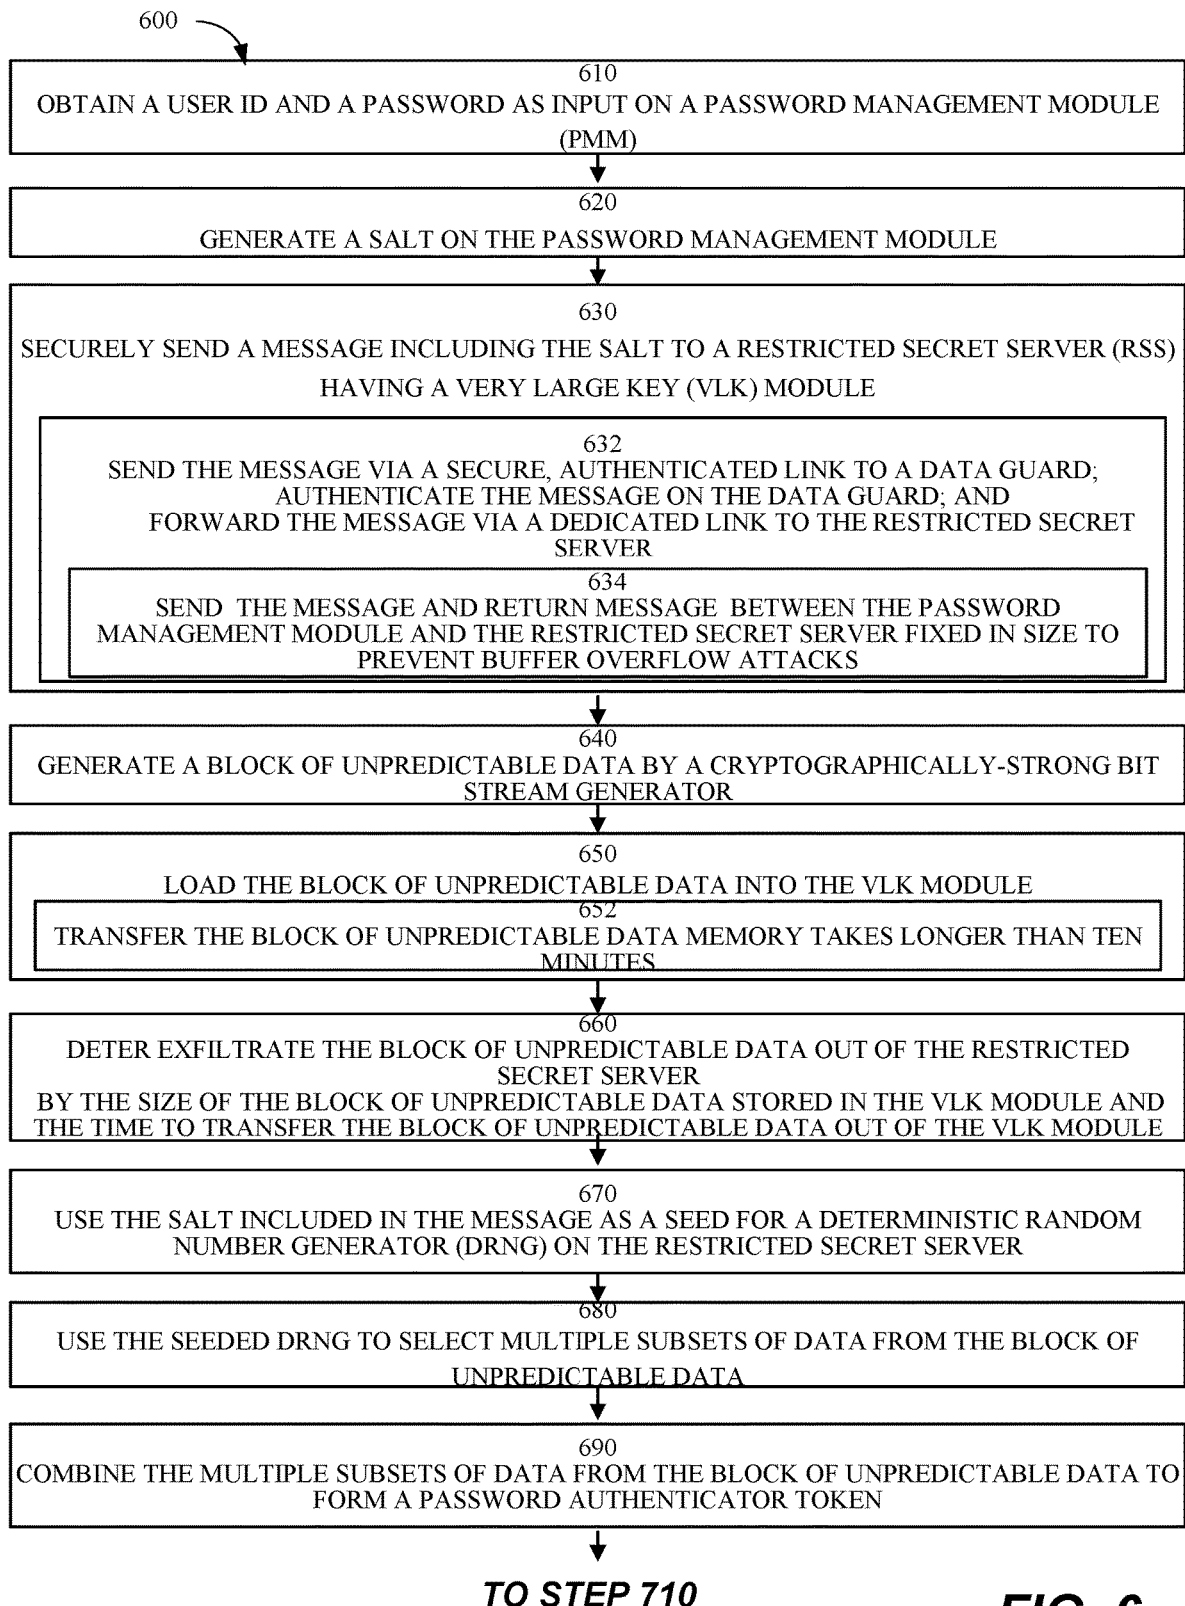 600
610
OBTAIN A USER ID AND A PASSWORD AS INPUT ON A PASSWORD MANAGEMENT MODULE
(PMM)
620
GENERATE A SALT ON THE PASSWORD MANAGEMENT MODULE
630
SECURELY SEND A MESSAGE INCLUDING THE SALT TO A RESTRICTED SECRET SERVER (RSS)
HAVING A VERY LARGE KEY (VLK) MODULE
632
SEND THE MESSAGE VIA A SECURE, AUTHENTICATED LINK TO A DATA GUARD;
AUTHENTICATE THE MESSAGE ON THE DATA GUARD; AND
FORWARD THE MESSAGE VIA A DEDICATED LINK TO THE RESTRICTED SECRET
SERVER
634
SEND THE MESSAGE AND RETURN MESSAGE BETWEEN THE PASSWORD
MANAGEMENT MODULE AND THE RESTRICTED SECRET SERVER FIXED IN SIZE TO
PREVENT BUFFER OVERFLOW ATTACKS
640
GENERATE A BLOCK OF UNPREDICTABLE DATA BY A CRYPTOGRAPHICALLY-STRONG BIT
STREAM GENERATOR
650
LOAD THE BLOCK OF UNPREDICTABLE DATA INTO THE VLK MODULE
652
TRANSFER THE BLOCK OF UNPREDICTABLE DATA MEMORY TAKES LONGER THAN TEN
MINUTES
660
DETER EXFILTRATE THE BLOCK OF UNPREDICTABLE DATA OUT OF THE RESTRICTED
SECRET SERVER
BY THE SIZE OF THE BLOCK OF UNPREDICTABLE DATA STORED IN THE VLK MODULE AND
THE TIME TO TRANSFER THE BLOCK OF UNPREDICTABLE DATA OUT OF THE VLK MODULE
670
USE THE SALT INCLUDED IN THE MESSAGE AS A SEED FOR A DETERMINISTIC RANDOM
NUMBER GENERATOR (DRNG) ON THE RESTRICTED SECRET SERVER
680
USE THE SEEDED DRNG TO SELECT MULTIPLE SUBSETS OF DATA FROM THE BLOCK OF
UNPREDICTABLE DATA
690
COMBINE THE MULTIPLE SUBSETS OF DATA FROM THE BLOCK OF UNPREDICTABLE DATA TO
FORM A PASSWORD AUTHENTICATOR TOKEN
TO STEP 710
FIG. 6